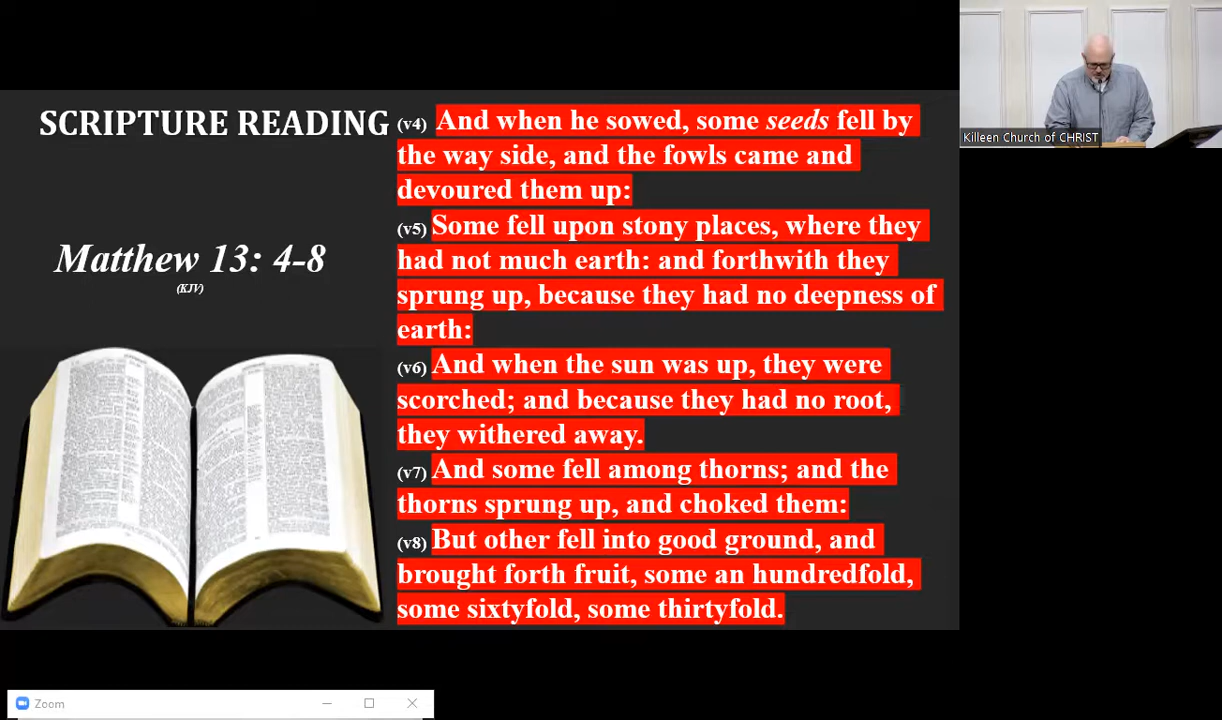 SCRIPTURE READING
Matthew 13: 4-8
(KJV)
(v4) And when he sowed, some seeds fell by
the way side, and the fowls came and
devoured them up:
(v5) Some fell upon stony places, where they
had not much earth: and forthwith they
sprung up, because they had no deepness of
earth:
(v6) And when the sun was up, they were
scorched; and because they had no root,
they withered away.
(v7) And some fell among thorns; and the
thorns sprung up, and choked them:
(v8) But other fell into good ground, and
brought forth fruit, some an hundredfold,
some sixtyfold, some thirtyfold.
Killeen Church of CHRIST
Zoom